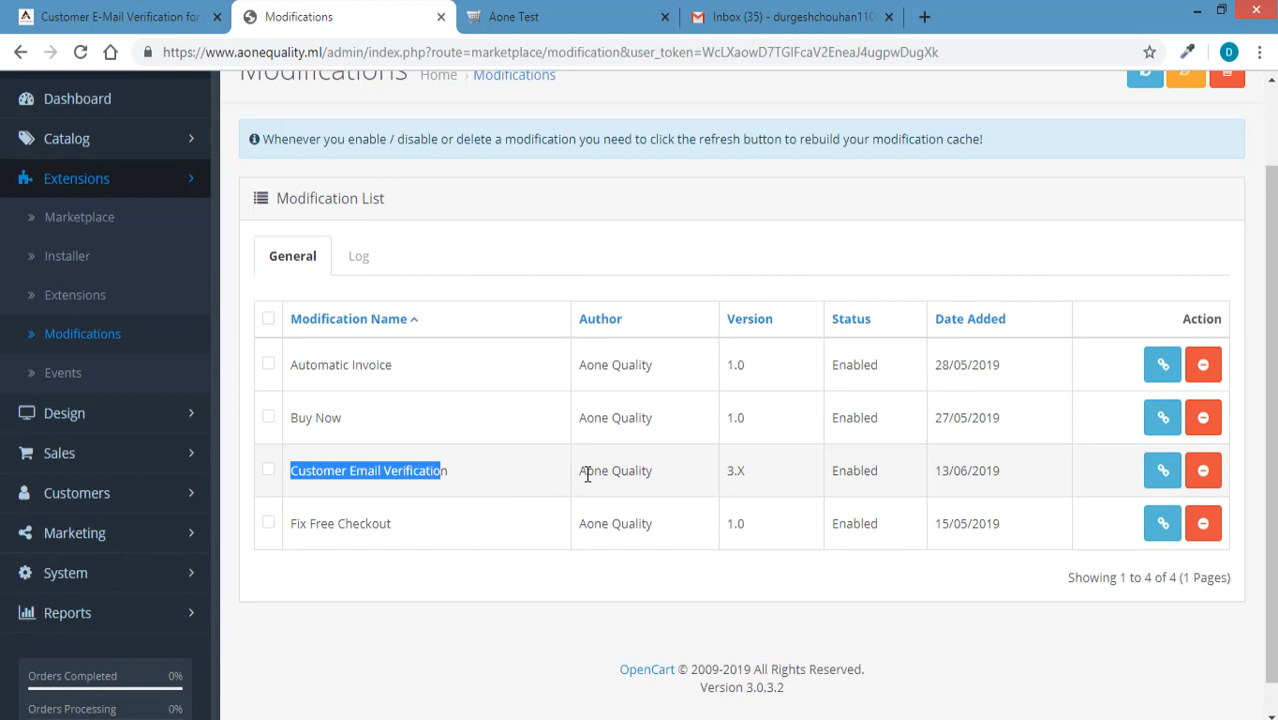 Customer E-Mail Verification for
Modifications
Aone Test
Inbox (35) - durgeshchouhan110
https://www.aonequality.ml/admin/index.php?route=marketplace/modification&user_token=WcLXaowD7TGIFcaV2EneaJ4ugpwDugXk
D
Modifications
Home › Modifications
Dashboard
Catalog
Extensions
Marketplace
Installer
Extensions
Modifications
Events
Design
Sales
Customers
Marketing
System
Reports
Orders Completed 0%
Orders Processing 0%
Whenever you enable / disable or delete a modification you need to click the refresh button to rebuild your modification cache!
Modification List
General Log
Modification Name Author Version Status Date Added Action
Automatic Invoice Aone Quality 1.0 Enabled 28/05/2019
Buy Now Aone Quality 1.0 Enabled 27/05/2019
Customer Email Verification Aone Quality 3.X Enabled 13/06/2019
Fix Free Checkout Aone Quality 1.0 Enabled 15/05/2019
Showing 1 to 4 of 4 (1 Pages)
OpenCart © 2009-2019 All Rights Reserved.
Version 3.0.3.2